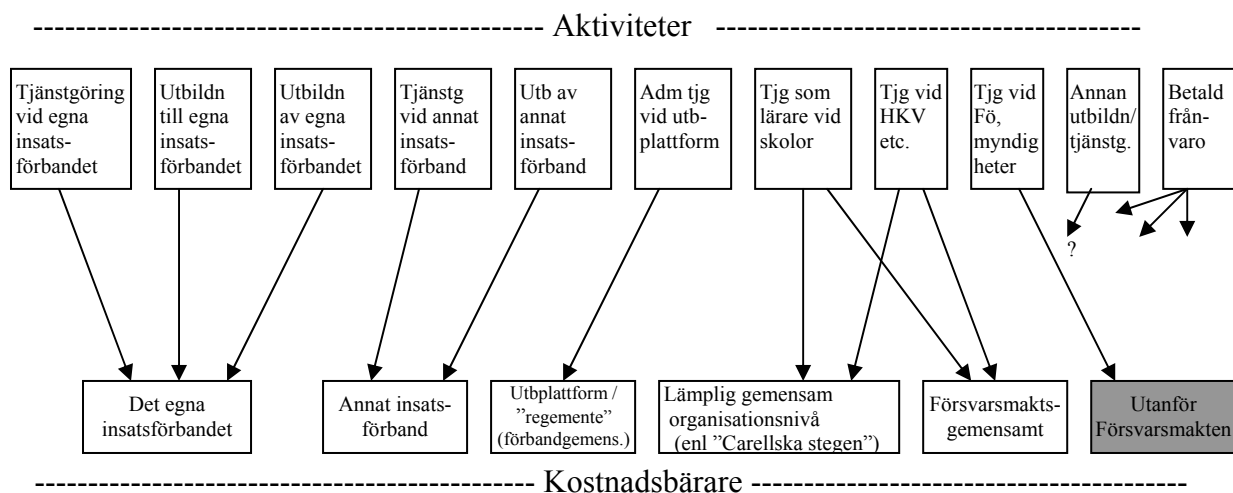 ------------------------------------------------ Aktiviteter ----------------------------------------
Tjänstgöring
vid egna
insats-
förbandet
Utbildn
till egna
insats-
förbandet
Utbildn
av egna
insats-
förbandet
Tjänstg
vid annat
insats-
förband
Utb av
annat
insats-
förband
Adm tjg
vid utb-
plattform
Tjg som
lärare vid
skolor
Tjg vid
HKV
etc.
Tjg vid
Fö,
myndig
heter
Annan
utbildn/
tjänstg.
Betald
från-
varo
?
Det egna
insatsförbandet
Annat insats-
förband
Utbplattform /
”regemente”
(förbandgemens.)
Lämplig gemensam
organisationsnivå
(enl ”Carellska stegen”)
Försvarsmakts-
gemensamt
Utanför
Försvarsmakten
----------------------------------------------- Kostnadsbärare -----------------------------------------